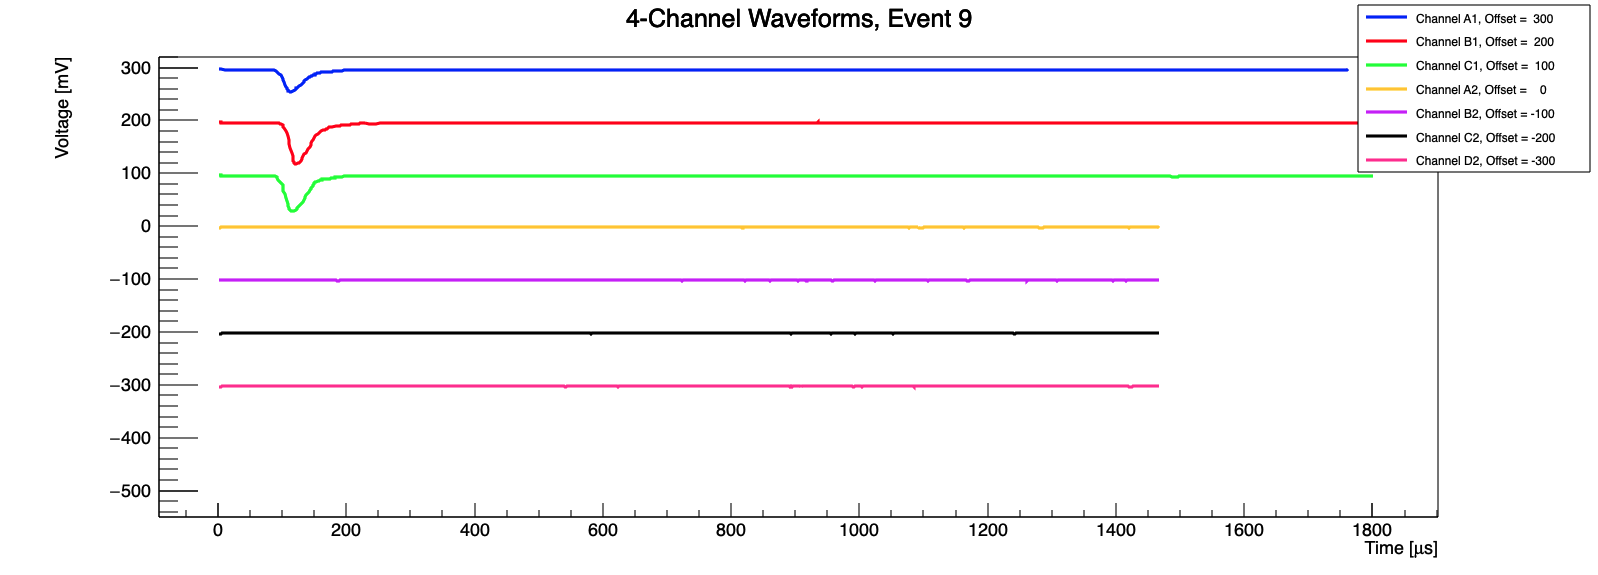 4-Channel Waveforms, Event 9
Channel A1, Offset = 300
Channel B1, Offset = 200
Channel C1, Offset = 100
Channel A2, Offset = 0
Channel B2, Offset = -100
Channel C2, Offset = -200
Channel D2, Offset = -300
Voltage [mV]
300
200
100
0
−100
−200
−300
−400
−500
0 200 400 600 800 1000 1200 1400 1600 1800
Time [μs]